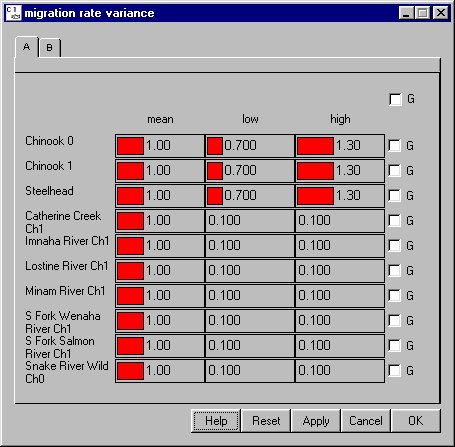 C 1
migration rate variance
A B
G
mean low high
Chinook 0 1.00 0.700 1.30 G
Chinook 1 1.00 0.700 1.30 G
Steelhead 1.00 0.700 1.30 G
Catherine Creek
Ch1 1.00 0.100 0.100 G
Imnaha River Ch1 1.00 0.100 0.100 G
Lostine River Ch1 1.00 0.100 0.100 G
Minam River Ch1 1.00 0.100 0.100 G
S Fork Wenaha
River Ch1 1.00 0.100 0.100 G
S Fork Salmon
River Ch1 1.00 0.100 0.100 G
Snake River Wild
Ch0 1.00 0.100 0.100 G
Help Reset Apply Cancel OK